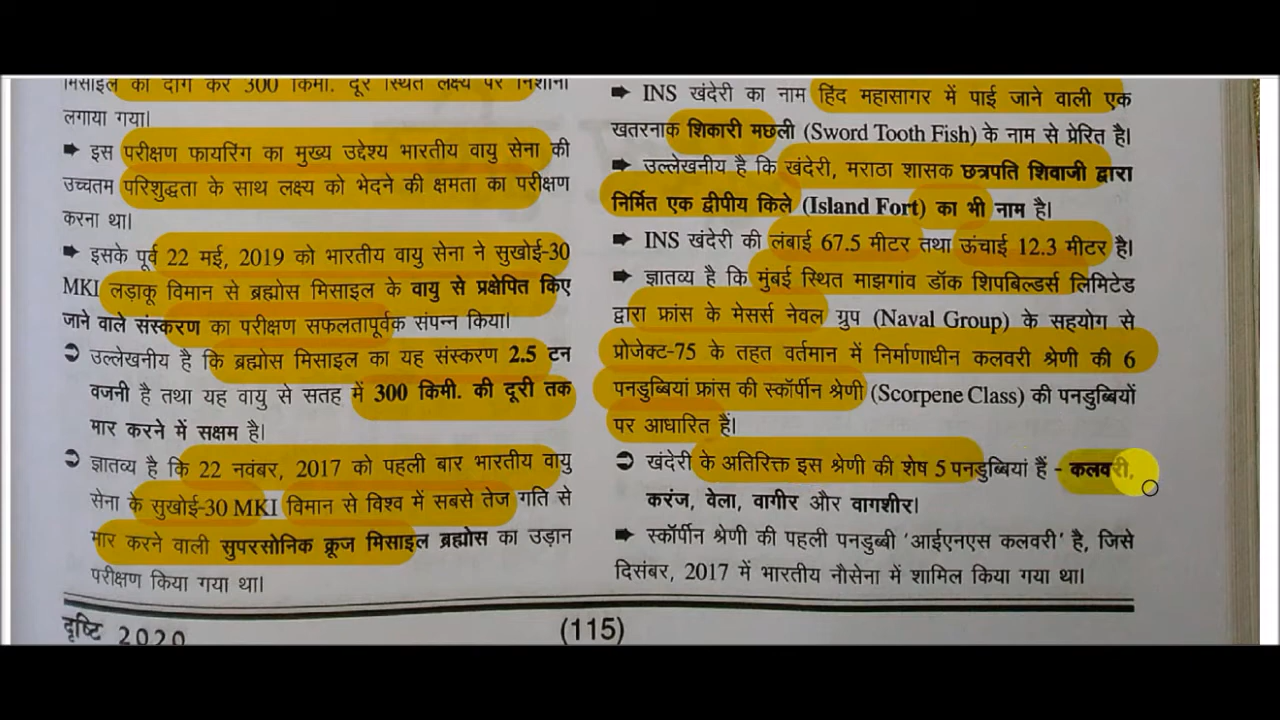 मिसाइल को दाग कर 300 किमी. दूर स्थित लक्ष्य पर निशाना
लगाया गया।
➡ इस परीक्षण फायरिंग का मुख्य उद्देश्य भारतीय वायु सेना की
उच्चतम परिशुद्धता के साथ लक्ष्य को भेदने की क्षमता का परीक्षण
करना था।
➡ इसके पूर्व 22 मई, 2019 को भारतीय वायु सेना ने सुखोई-30
MKI लड़ाकू विमान से ब्रह्मोस मिसाइल के वायु से प्रक्षेपित किए
जाने वाले संस्करण का परीक्षण सफलतापूर्वक संपन्न किया।
➲ उल्लेखनीय है कि ब्रह्मोस मिसाइल का यह संस्करण 2.5 टन
वजनी है तथा यह वायु से सतह में 300 किमी. की दूरी तक
मार करने में सक्षम है।
➲ ज्ञातव्य है कि 22 नवंबर, 2017 को पहली बार भारतीय वायु
सेना के सुखोई-30 MKI विमान से विश्व में सबसे तेज गति से
मार करने वाली सुपरसोनिक क्रूज मिसाइल ब्रह्मोस का उड़ान
परीक्षण किया गया था।
➡ INS खंदेरी का नाम हिंद महासागर में पाई जाने वाली एक
खतरनाक शिकारी मछली (Sword Tooth Fish) के नाम से प्रेरित है।
➡ उल्लेखनीय है कि खंदेरी, मराठा शासक छत्रपति शिवाजी द्वारा
निर्मित एक द्वीपीय किले (Island Fort) का भी नाम है।
➡ INS खंदेरी की लंबाई 67.5 मीटर तथा ऊंचाई 12.3 मीटर है।
➡ ज्ञातव्य है कि मुंबई स्थित माझगांव डॉक शिपबिल्डर्स लिमिटेड
द्वारा फ्रांस के मेसर्स नेवल ग्रुप (Naval Group) के सहयोग से
प्रोजेक्ट-75 के तहत वर्तमान में निर्माणाधीन कलवरी श्रेणी की 6
पनडुब्बियां फ्रांस की स्कॉर्पीन श्रेणी (Scorpene Class) की पनडुब्बियों
पर आधारित हैं।
➲ खंदेरी के अतिरिक्त इस श्रेणी की शेष 5 पनडुब्बियां हैं - कलवरी,
करंज, वेला, वागीर और वागशीर।
➡ स्कॉर्पीन श्रेणी की पहली पनडुब्बी 'आईएनएस कलवरी' है, जिसे
दिसंबर, 2017 में भारतीय नौसेना में शामिल किया गया था।
दृष्टि 2020
(115)